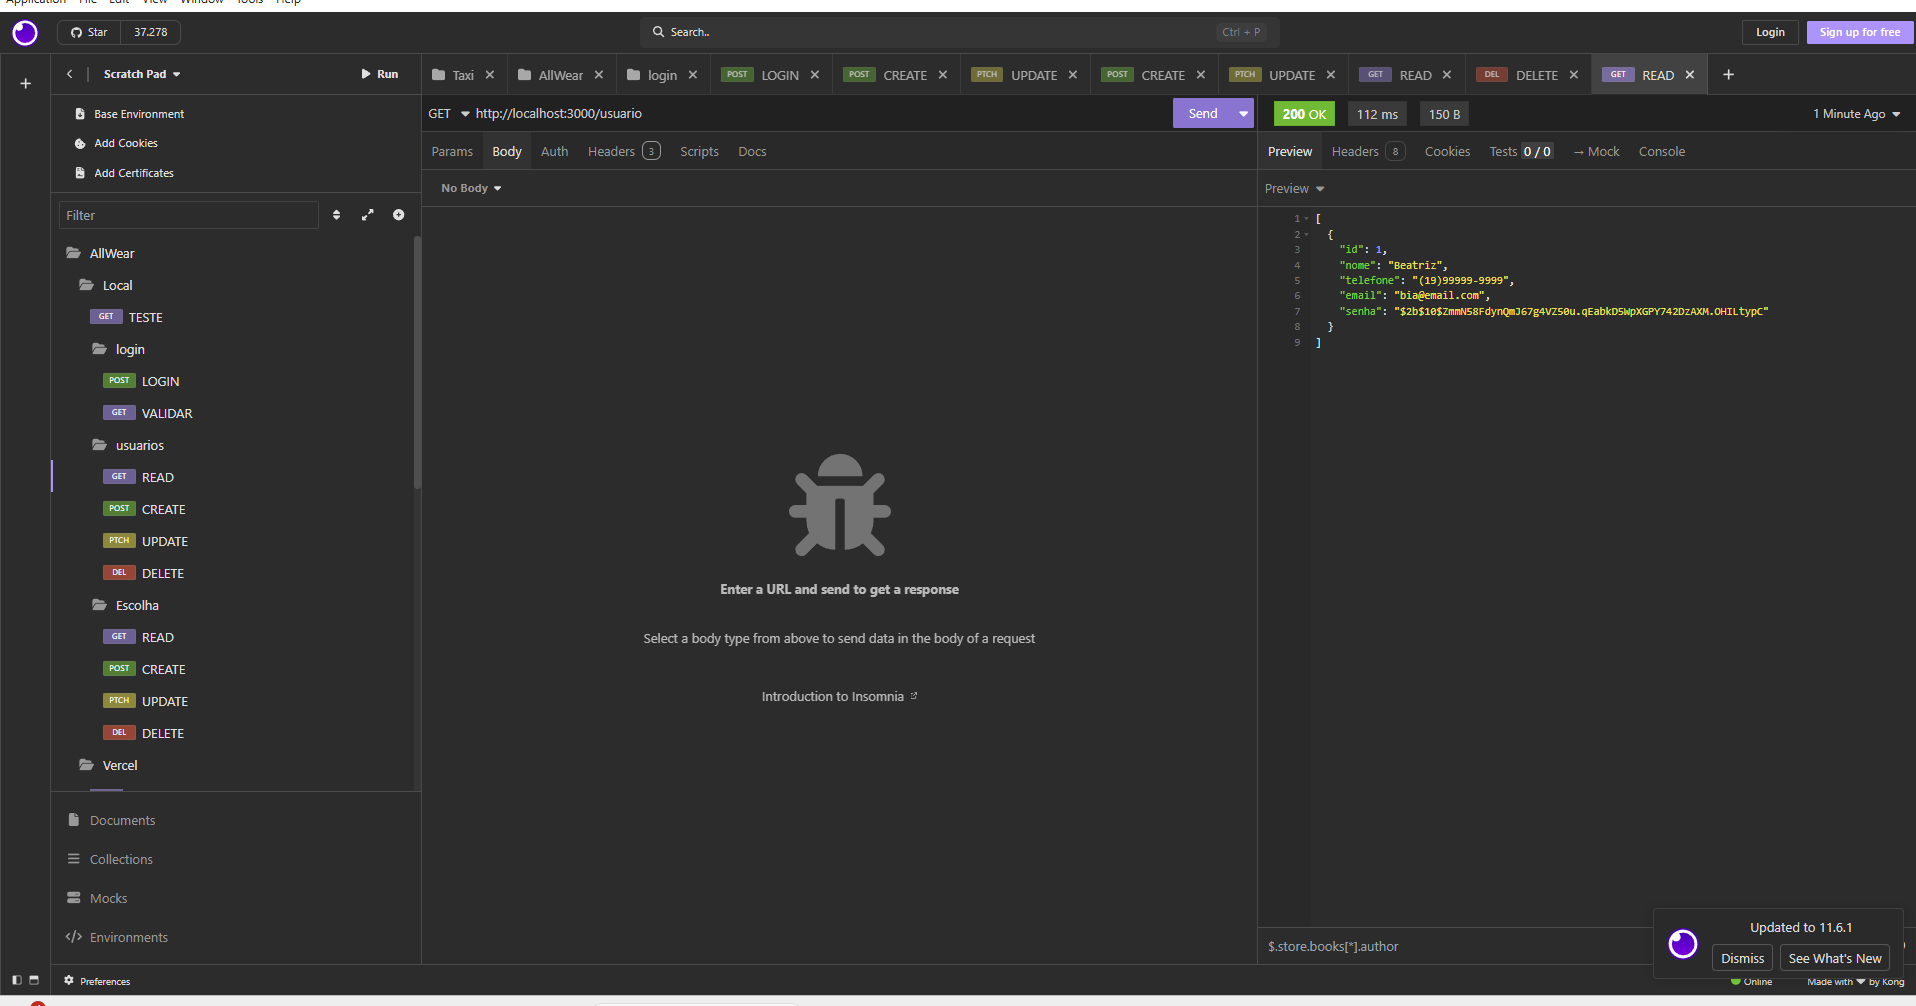 Application File Edit View Window Tools Help
Star 37.278
Search..
Ctrl + P
Login
Sign up for free
Scratch Pad
Run
Taxi
AllWear
login
POST LOGIN
POST CREATE
PTCH UPDATE
POST CREATE
PTCH UPDATE
GET READ
DEL DELETE
GET READ
Base Environment
Add Cookies
Add Certificates
Filter
AllWear
Local
GET TESTE
login
POST LOGIN
GET VALIDAR
usuarios
GET READ
POST CREATE
PTCH UPDATE
DEL DELETE
Escolha
GET READ
POST CREATE
PTCH UPDATE
DEL DELETE
Vercel
Documents
Collections
Mocks
Environments
Preferences
GET http://localhost:3000/usuario
Send
Params Body Auth Headers 3 Scripts Docs
No Body
Enter a URL and send to get a response
Select a body type from above to send data in the body of a request
Introduction to Insomnia
200 OK 112 ms 150 B
1 Minute Ago
Preview Headers 8 Cookies Tests 0 / 0 → Mock Console
Preview
1 [
2 {
3 "id": 1,
4 "nome": "Beatriz",
5 "telefone": "(19)99999-9999",
6 "email": "bia@email.com",
7 "senha": "$2b$10$ZmmN58FdynQmJ67g4VZ50u.qEabkD5WpXGPY742DzAXM.OHILtypC"
8 }
9 ]
$.store.books[*].author
Updated to 11.6.1
Dismiss
See What's New
Online
Made with ❤ by Kong